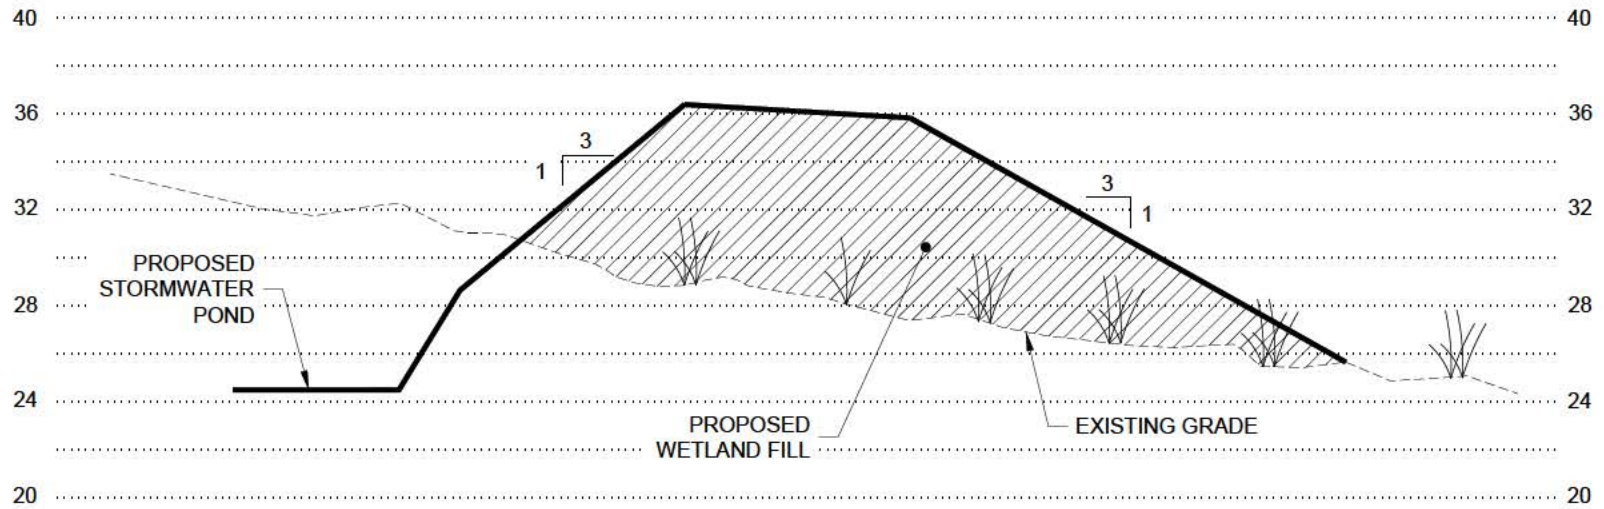 40
40
36
36
3
1
3
1
32
32
PROPOSED
STORMWATER
POND
28
28
24
24
PROPOSED
WETLAND FILL
EXISTING GRADE
20
20